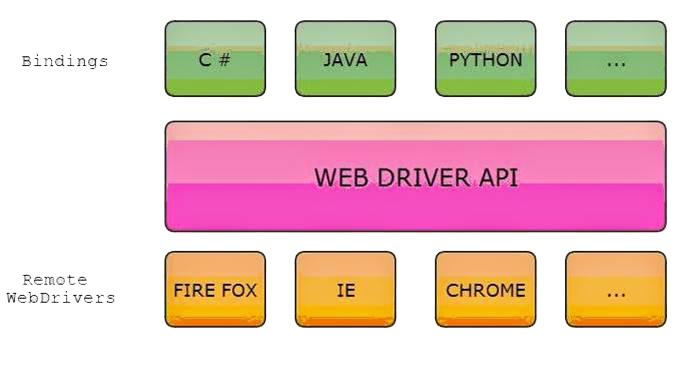 Bindings
C #
JAVA
PYTHON
...
WEB DRIVER API
Remote
WebDrivers
FIRE FOX
IE
CHROME
...